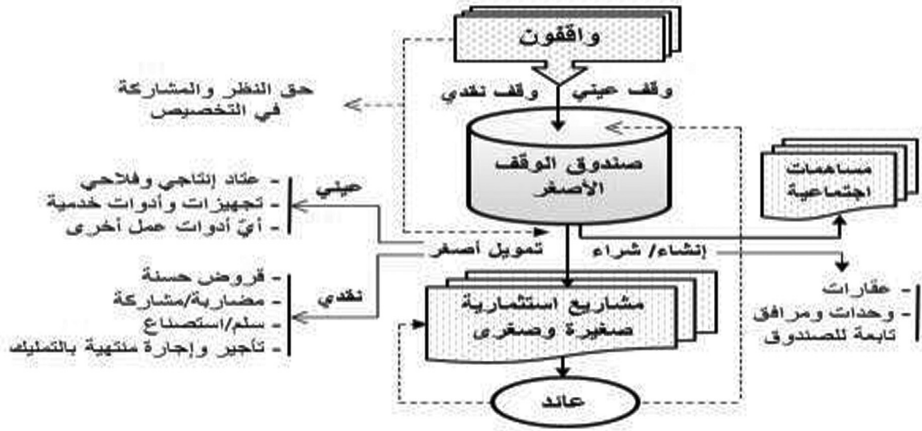 واقفون
وقف عيني
وقف نقدي
حق النظر والمشاركة
في التخصيص
صندوق الوقف
الأصغر
مساهمات
اجتماعية
عيني
- عتاد إنتاجي وفلاحي
- تجهيزات وأدوات خدمية
- أيّ أدوات عمل أخرى
تمويل أصغر
إنشاء/ شراء
نقدي
- قروض حسنة
- مضاربة/مشاركة
- سلم/استصناع
- تأجير وإجارة منتهية بالتمليك
مشاريع استثمارية
صغيرة وصغرى
عقارات -
وحدات ومرافق -
تابعة للصندوق
عائد